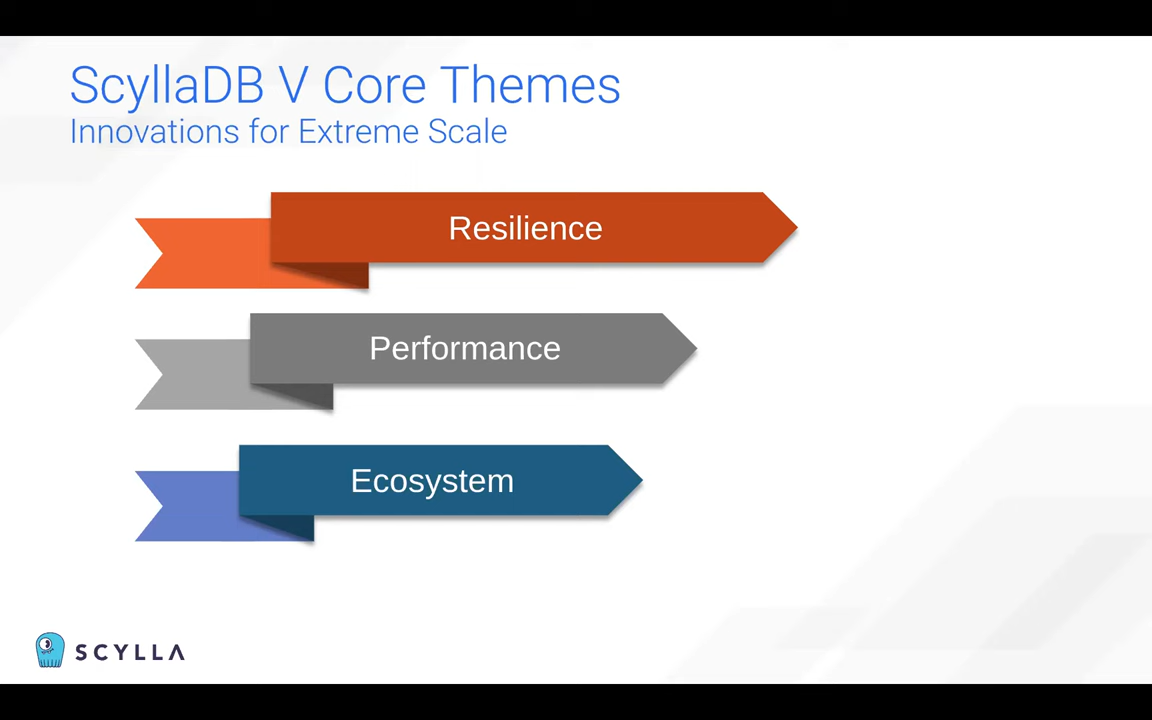 ScyllaDB V Core Themes
Innovations for Extreme Scale
Resilience
Performance
Ecosystem
SCYLLA